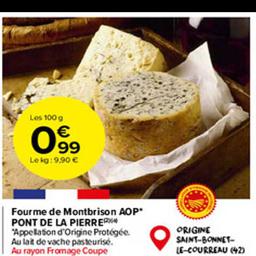 Les 100 g
0€99
Le kg : 9,90 €
Fourme de Montbrison AOP*
PONT DE LA PIERRE
*Appellation d'Origine Protégée.
Au lait de vache pasteurisé.
Au rayon Fromage Coupe
ORIGINE
SAINT-BONNET-
LE-COURREAU (42)